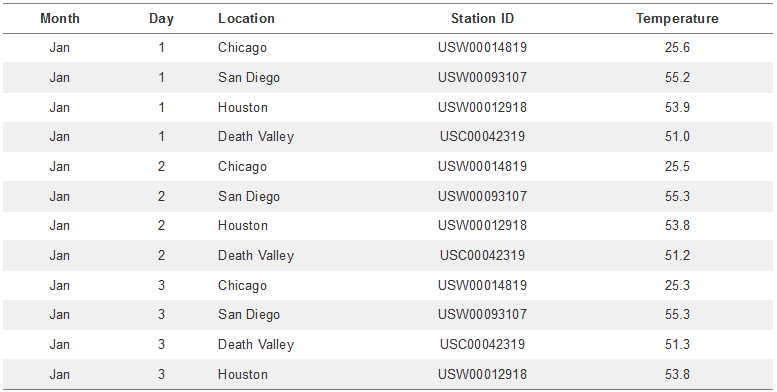 Month Day Location Station ID Temperature
Jan 1 Chicago USW00014819 25.6
Jan 1 San Diego USW00093107 55.2
Jan 1 Houston USW00012918 53.9
Jan 1 Death Valley USC00042319 51.0
Jan 2 Chicago USW00014819 25.5
Jan 2 San Diego USW00093107 55.3
Jan 2 Houston USW00012918 53.8
Jan 2 Death Valley USC00042319 51.2
Jan 3 Chicago USW00014819 25.3
Jan 3 San Diego USW00093107 55.3
Jan 3 Death Valley USC00042319 51.3
Jan 3 Houston USW00012918 53.8